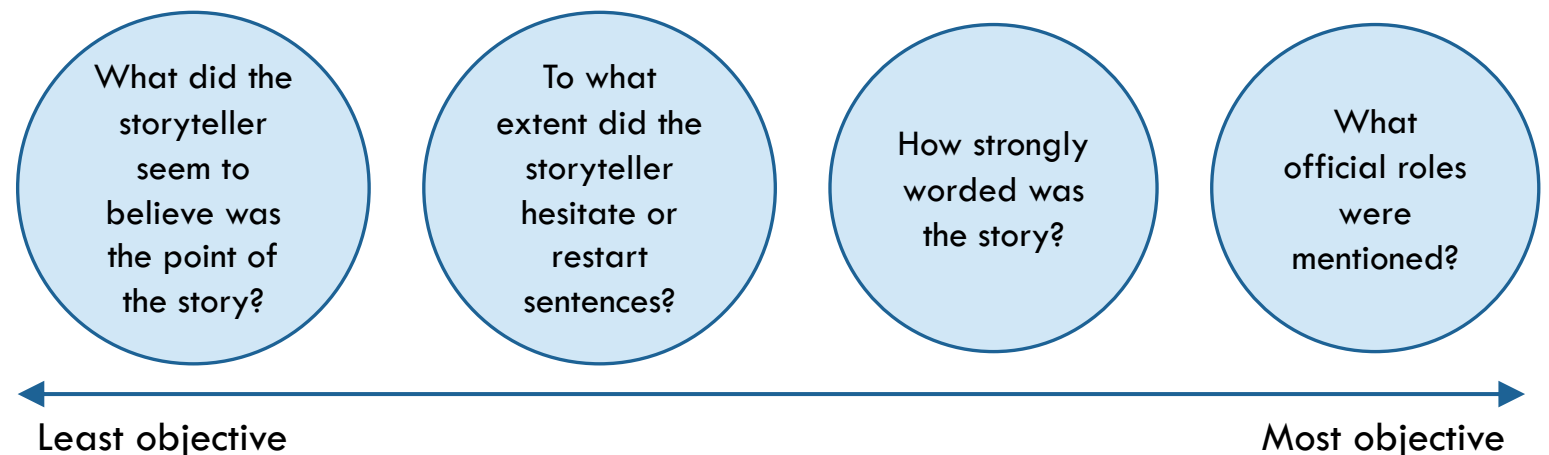 What did the
storyteller
seem to
believe was
the point of
the story?
To what
extent did the
storyteller
hesitate or
restart
sentences?
How strongly
worded was
the story?
What
official roles
were
mentioned?
Least objective
Most objective